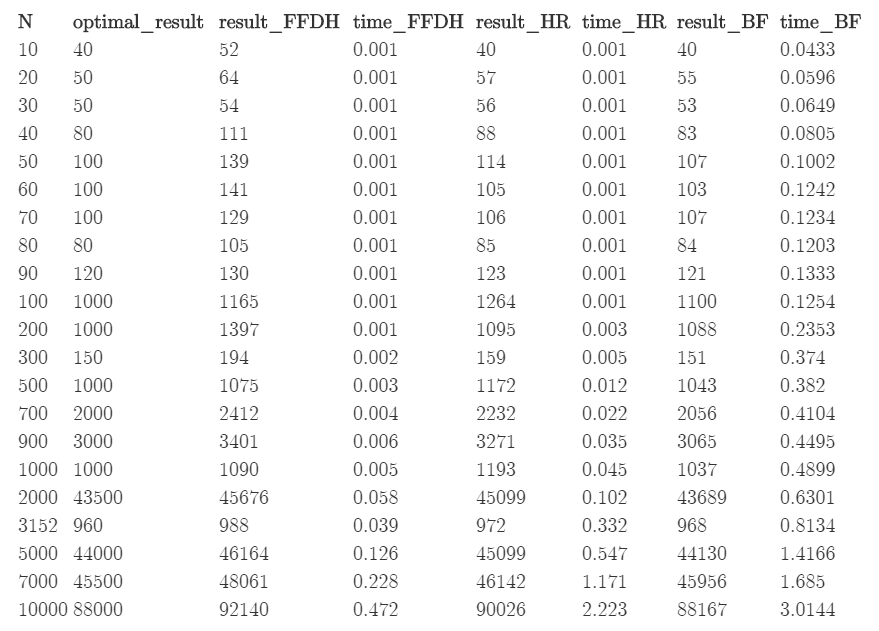 N optimal_result result_FFDH time_FFDH result_HR time_HR result_BF time_BF
10 40 52 0.001 40 0.001 40 0.0433
20 50 64 0.001 57 0.001 55 0.0596
30 50 54 0.001 56 0.001 53 0.0649
40 80 111 0.001 88 0.001 83 0.0805
50 100 139 0.001 114 0.001 107 0.1002
60 100 141 0.001 105 0.001 103 0.1242
70 100 129 0.001 106 0.001 107 0.1234
80 80 105 0.001 85 0.001 84 0.1203
90 120 130 0.001 123 0.001 121 0.1333
100 1000 1165 0.001 1264 0.001 1100 0.1254
200 1000 1397 0.001 1095 0.003 1088 0.2353
300 150 194 0.002 159 0.005 151 0.374
500 1000 1075 0.003 1172 0.012 1043 0.382
700 2000 2412 0.004 2232 0.022 2056 0.4104
900 3000 3401 0.006 3271 0.035 3065 0.4495
1000 1000 1090 0.005 1193 0.045 1037 0.4899
2000 43500 45676 0.058 45099 0.102 43689 0.6301
3152 960 988 0.039 972 0.332 968 0.8134
5000 44000 46164 0.126 45099 0.547 44130 1.4166
7000 45500 48061 0.228 46142 1.171 45956 1.685
10000 88000 92140 0.472 90026 2.223 88167 3.0144